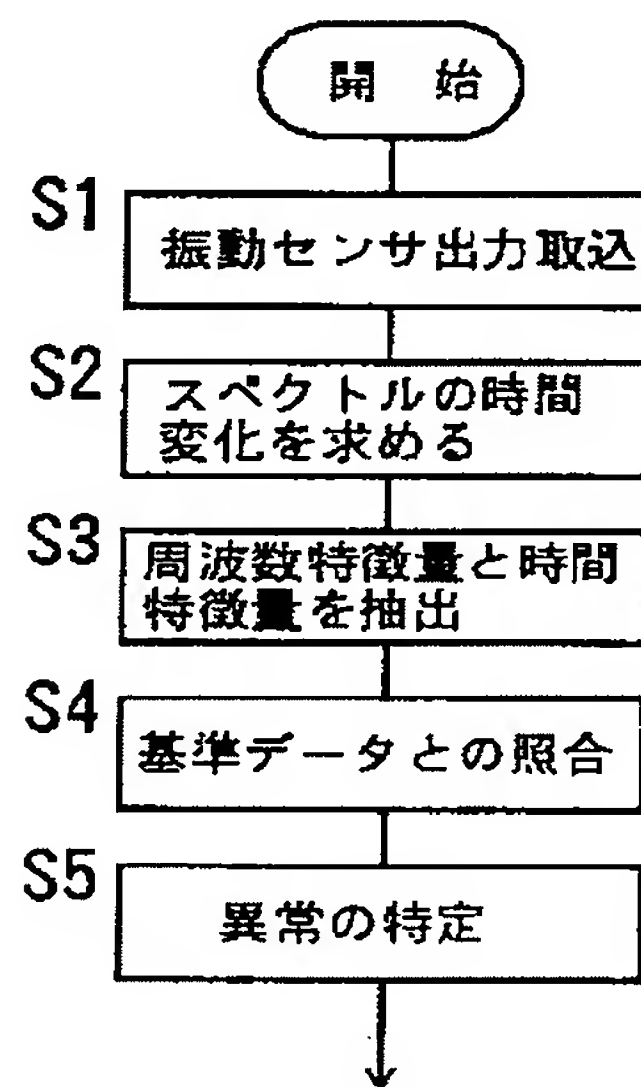 開 始
S1
振動センサ出力取込
S2
スペクトルの時間
変化を求める
S3
周波数特徴量と時間
特徴量を抽出
S4
基準データとの照合
S5
異常の特定